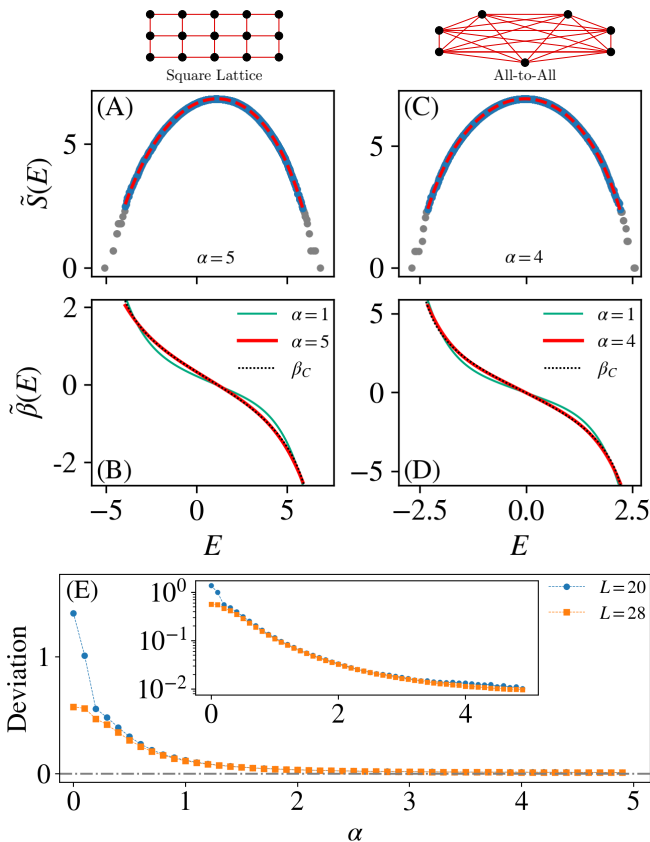 Square Lattice
All-to-All
(A)
(C)
S̃(E)
5
0
5
0
α=5
α=4
2
0
-2
β̃(E)
α=1
α=5
β_C
(B)
5
0
−5
α=1
α=4
β_C
(D)
−5
0
5
−2.5
0.0
2.5
E
E
(E)
Deviation
1
0
10⁰
10⁻¹
10⁻²
0
2
4
L=20
L=28
0
1
2
3
4
5
α